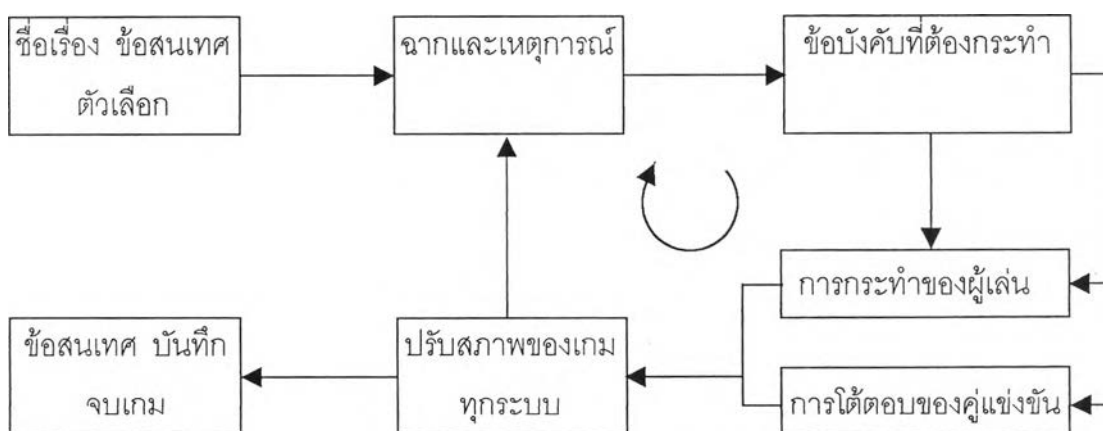 ชื่อเรื่อง ข้อสนเทศ
ตัวเลือก
ฉากและเหตุการณ์
ข้อบังคับที่ต้องกระทำ
การกระทำของผู้เล่น
ข้อสนเทศ บันทึก
จบเกม
ปรับสภาพของเกม
ทุกระบบ
การโต้ตอบของคู่แข่งขัน